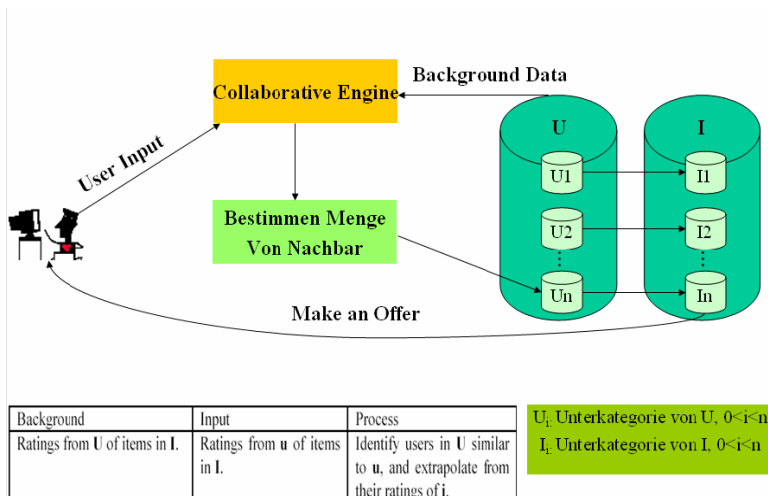 Background Data
Collaborative Engine
User Input
U
I
U1
I1
U2
I2
Un
In
Bestimmen Menge
Von Nachbar
Make an Offer
Background
Input
Process
Ratings from U of items in I.
Ratings from u of items
in I.
Identify users in U similar
to u, and extrapolate from
their ratings of i.
Ui: Unterkategorie von U, 0<i<n
Ii: Unterkategorie von I, 0<i<n